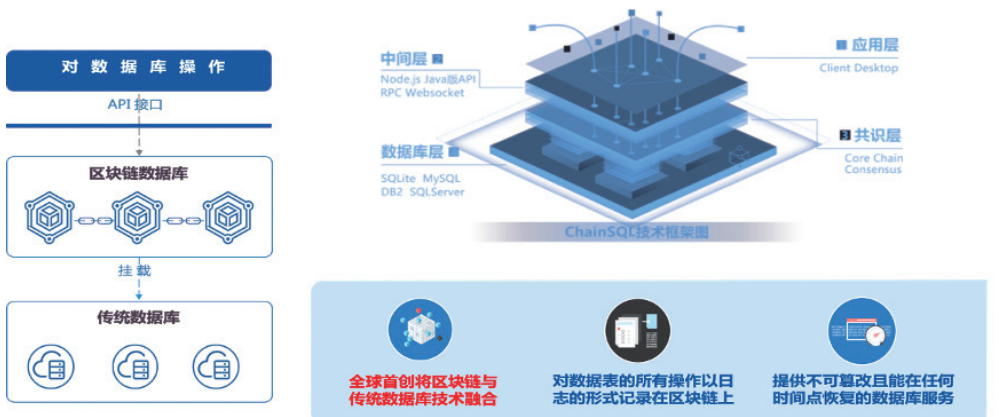 对 数 据 库 操 作
API 接口
区块链数据库
挂 载
传统数据库
中间层 2
Node.js Java版API
RPC Websocket
数据库层
SQLite MySQL
DB2 SQLServer
应用层
Client Desktop
3 共识层
Core Chain
Consensus
ChainSQL技术框架图
全球首创将区块链与
传统数据库技术融合
对数据表的所有操作以日
志的形式记录在区块链上
提供不可篡改且能在任何
时间点恢复的数据库服务